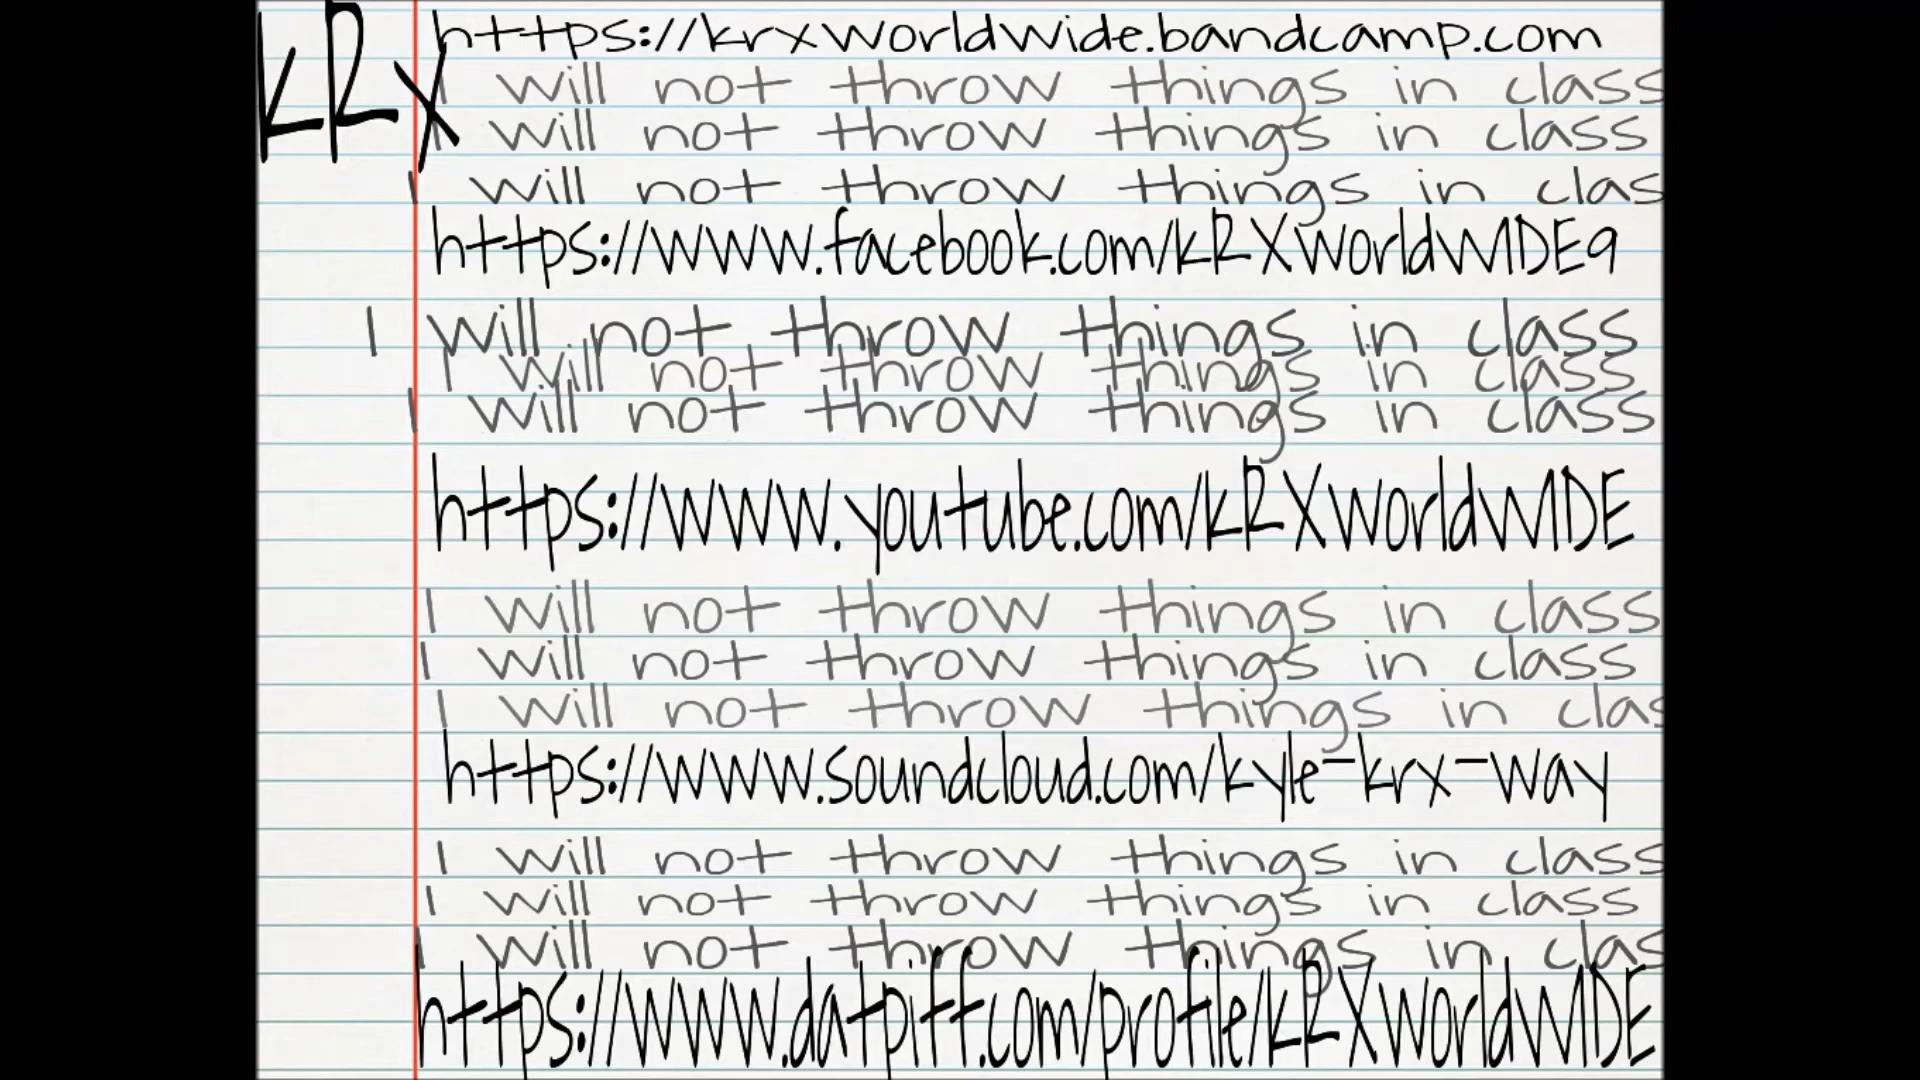 kRx
https://krxworldwide.bandcamp.com
I will not throw things in class
I will not throw things in class
I will not throw things in clas
https://www.facebook.com/kRXworldWIDE9
I will not throw things in class
I will not throw things in class
I will not throw things in class
https://www.youtube.com/kRXworldWIDE
I will not throw things in class
I will not throw things in class
I will not throw things in clas
https://www.soundcloud.com/kyle-krx-way
I will not throw things in class
I will not throw things in class
I will not throw things in clas
https://www.datpiff.com/profile/kRXworldWIDE